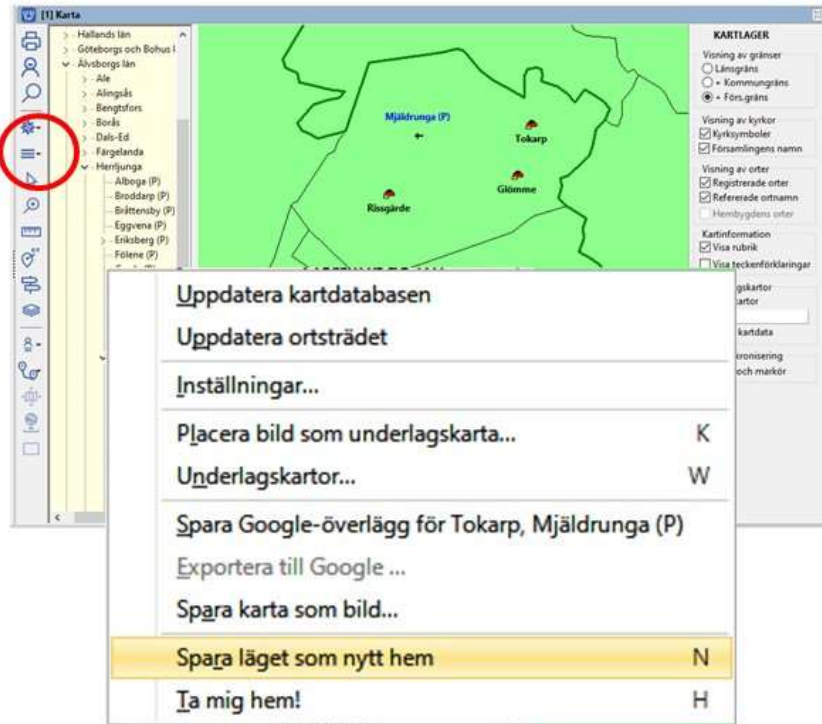 [1] Karta
Hallands län
Göteborgs och Bohus l
Älvsborgs län
Ale
Alingsås
Bengtsfors
Borås
Dals-Ed
Färgelanda
Herrljunga
Alboga (P)
Broddarp (P)
Bråttensby (P)
Eggvena (P)
Eriksberg (P)
Fölene (P)
Mjäldrunga (P)
Tokarp
Glömme
Rissgärde
KARTLAGER
Visning av gränser
Länsgräns
+ Kommungräns
+ Förs.gräns
Visning av kyrkor
Kyrksymboler
Församlingens namn
Visning av orter
Registrerade orter
Refererade ortnamn
Hembygdens orter
Kartinformation
Visa rubrik
Visa teckenförklaringar
gskartor
artor
kartdata
kronisering
och markör
Uppdatera kartdatabasen
Uppdatera ortsträdet
Inställningar...
Placera bild som underlagskarta... K
Underlagskartor... W
Spara Google-överlägg för Tokarp, Mjäldrunga (P)
Exportera till Google ...
Spara karta som bild...
Spara läget som nytt hem N
Ta mig hem! H